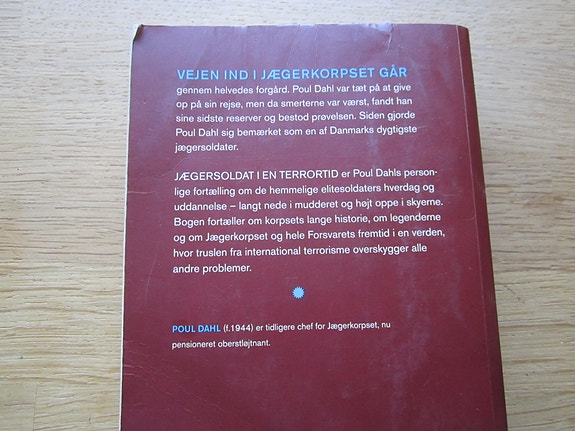 VEJEN IND I JÆGERKORPSET GÅR
gennem helvedes forgård. Poul Dahl var tæt på at give
op på sin rejse, men da smerterne var værst, fandt han
sine sidste reserver og bestod prøvelsen. Siden gjorde
Poul Dahl sig bemærket som en af Danmarks dygtigste
jægersoldater.
JÆGERSOLDAT I EN TERRORTID er Poul Dahls person-
lige fortælling om de hemmelige elitesoldaters hverdag og
uddannelse – langt nede i mudderet og højt oppe i skyerne.
Bogen fortæller om korpsets lange historie, om legenderne
og om Jægerkorpset og hele Forsvarets fremtid i en verden,
hvor truslen fra international terrorisme overskygger alle
andre problemer.
POUL DAHL (f.1944) er tidligere chef for Jægerkorpset, nu
pensioneret oberstløjtnant.